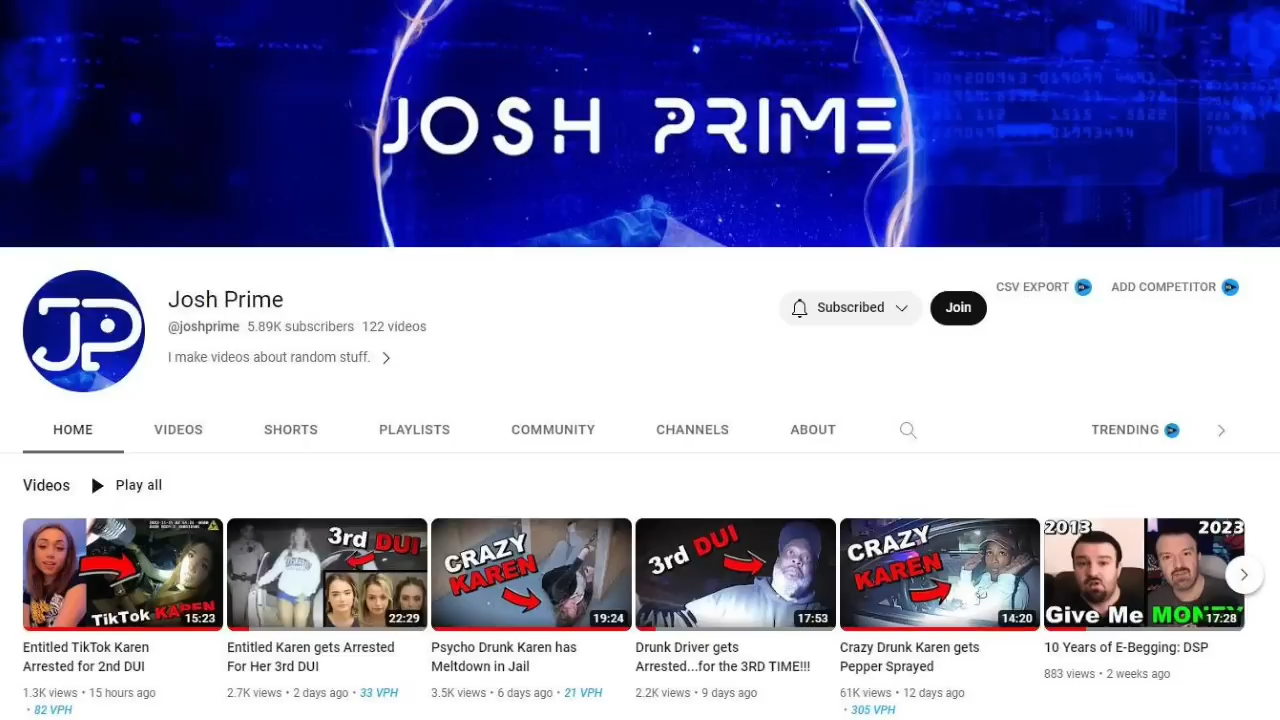 JOSH PRIME
JP
Josh Prime
@joshprime 5.89K subscribers 122 videos
I make videos about random stuff.
Subscribed
Join
CSV EXPORT
ADD COMPETITOR
HOME VIDEOS SHORTS PLAYLISTS COMMUNITY CHANNELS ABOUT TRENDING
Videos Play all
TikTok KAREN
15:23
Entitled TikTok Karen
Arrested for 2nd DUI
1.3K views • 15 hours ago
• 82 VPH
3rd DUI
22:29
Entitled Karen gets Arrested
For Her 3rd DUI
2.7K views • 2 days ago • 33 VPH
CRAZY
KAREN
19:24
Psycho Drunk Karen has
Meltdown in Jail
3.5K views • 6 days ago • 21 VPH
3rd DUI
17:53
Drunk Driver gets
Arrested...for the 3RD TIME!!!
2.2K views • 9 days ago
CRAZY
KAREN
14:20
Crazy Drunk Karen gets
Pepper Sprayed
61K views • 12 days ago
• 305 VPH
2013 2023
Give Me MONEY
17:28
10 Years of E-Begging: DSP
883 views • 2 weeks ago